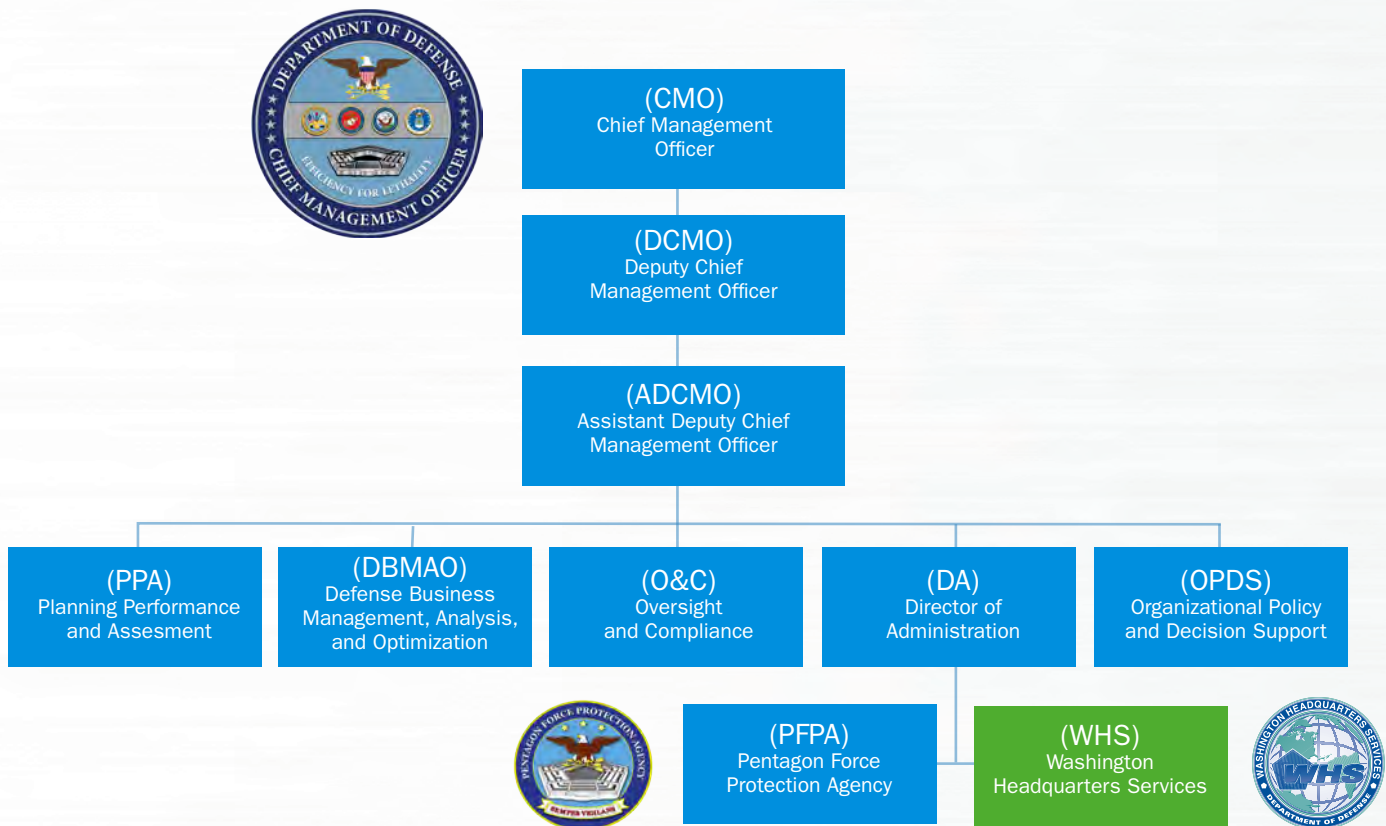 DEPARTMENT OF DEFENSE
CHIEF MANAGEMENT OFFICER
EFFICIENCY FOR LETHALITY
(CMO)
Chief Management
Officer
(DCMO)
Deputy Chief
Management Officer
(ADCMO)
Assistant Deputy Chief
Management Officer
(PPA)
Planning Performance
and Assesment
(DBMAO)
Defense Business
Management, Analysis,
and Optimization
(O&C)
Oversight
and Compliance
(DA)
Director of
Administration
(OPDS)
Organizational Policy
and Decision Support
PENTAGON FORCE PROTECTION AGENCY
SEMPER VIGILANS
(PFPA)
Pentagon Force
Protection Agency
(WHS)
Washington
Headquarters Services
WASHINGTON HEADQUARTERS SERVICES
WHS
DEPARTMENT OF DEFENSE